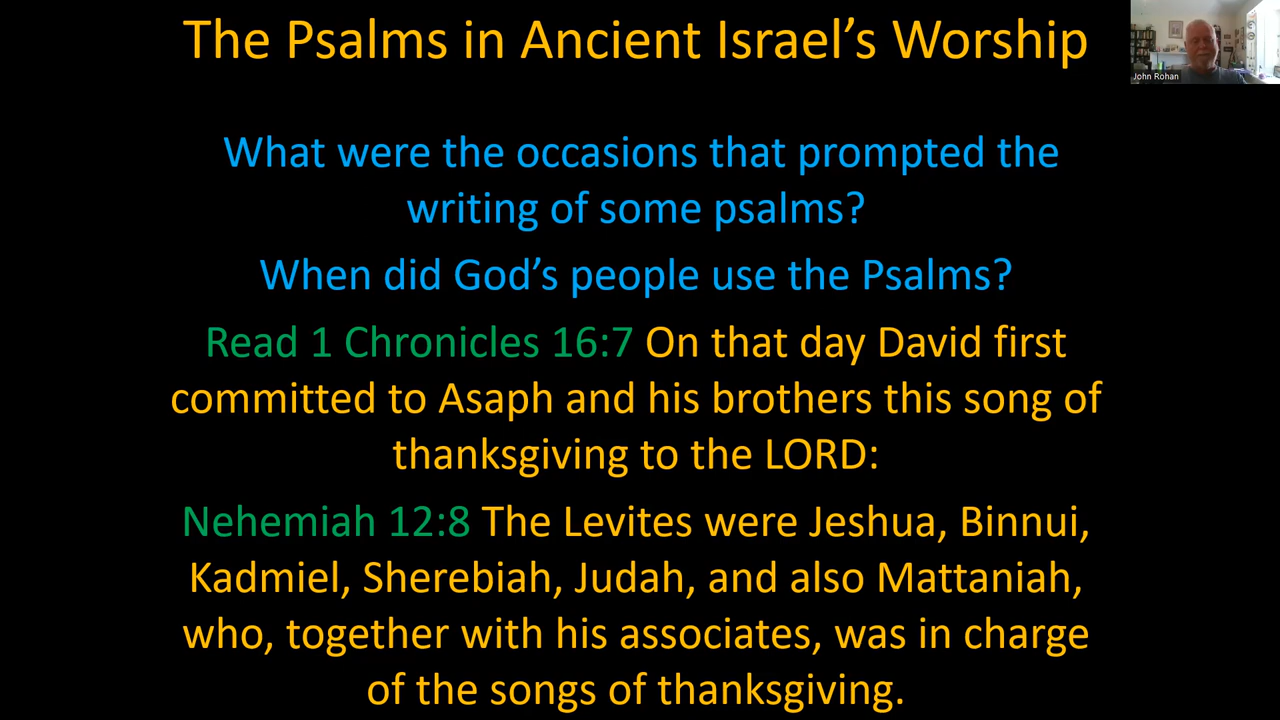 The Psalms in Ancient Israel’s Worship
John Rohan
What were the occasions that prompted the
writing of some psalms?
When did God’s people use the Psalms?
Read 1 Chronicles 16:7 On that day David first
committed to Asaph and his brothers this song of
thanksgiving to the LORD:
Nehemiah 12:8 The Levites were Jeshua, Binnui,
Kadmiel, Sherebiah, Judah, and also Mattaniah,
who, together with his associates, was in charge
of the songs of thanksgiving.